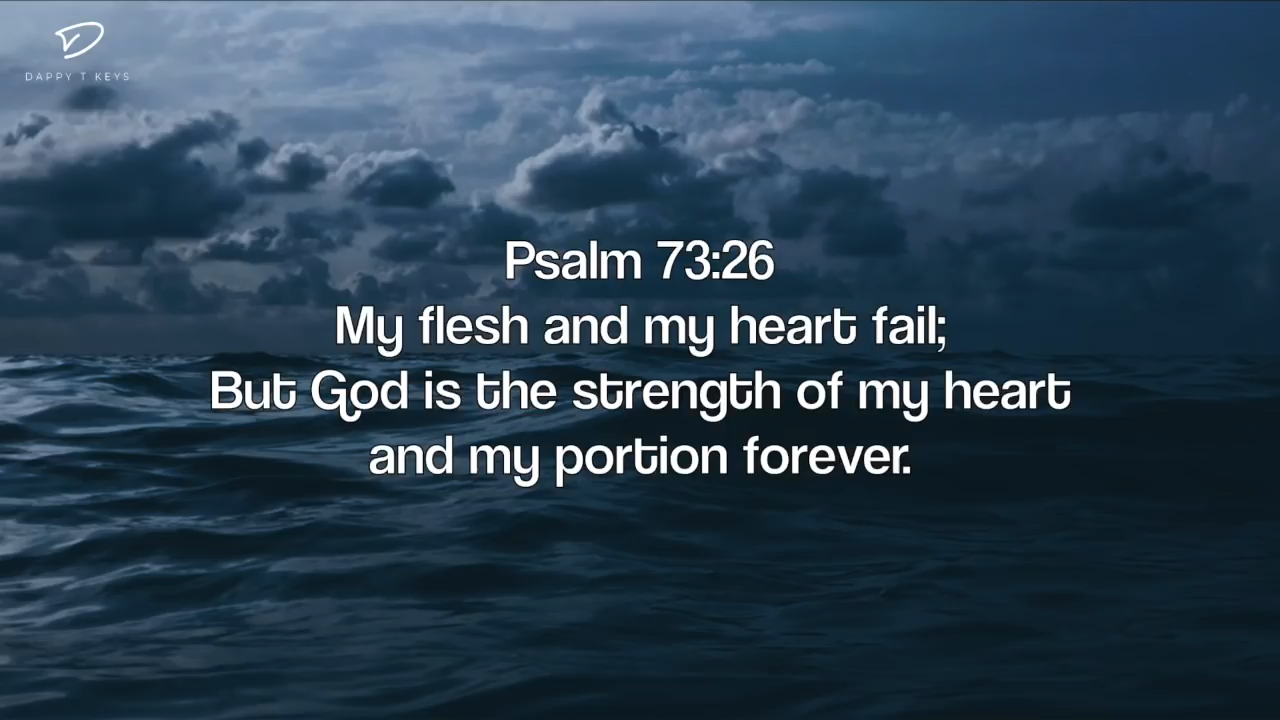 DAPPY T KEYS
Psalm 73:26
My flesh and my heart fail;
But God is the strength of my heart
and my portion forever.